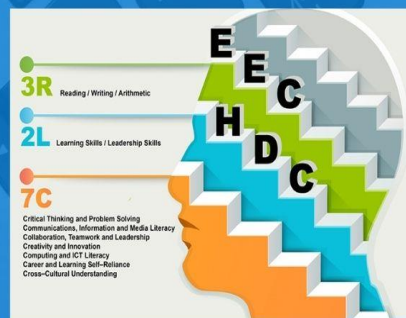 E
E
C
H
D
C
3R Reading / Writing / Arithmetic
2L Learning Skills / Leadership Skills
7C
Critical Thinking and Problem Solving
Communications, Information and Media Literacy
Collaboration, Teamwork and Leadership
Creativity and Innovation
Computing and ICT Literacy
Career and Learning Self–Reliance
Cross–Cultural Understanding